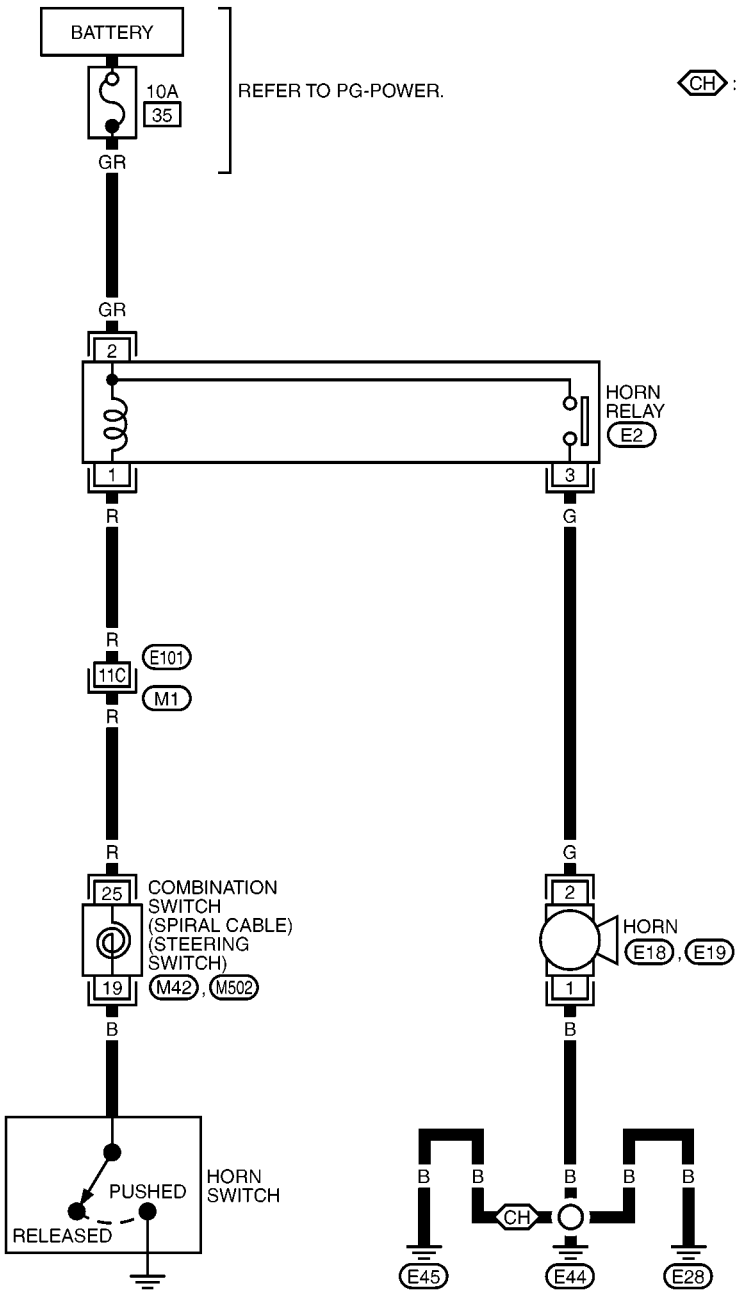 BATTERY
10A
35
REFER TO PG-POWER.
CH :
GR
GR
2
HORN
RELAY
E2
1
3
R
G
R
E101
11C
M1
R
R
G
25
COMBINATION
SWITCH
(SPIRAL CABLE)
(STEERING
SWITCH)
2
HORN
E18 , E19
19
M42 , M502
1
B
B
HORN
SWITCH
PUSHED
RELEASED
B
B
B
B
B
CH
E45
E44
E28